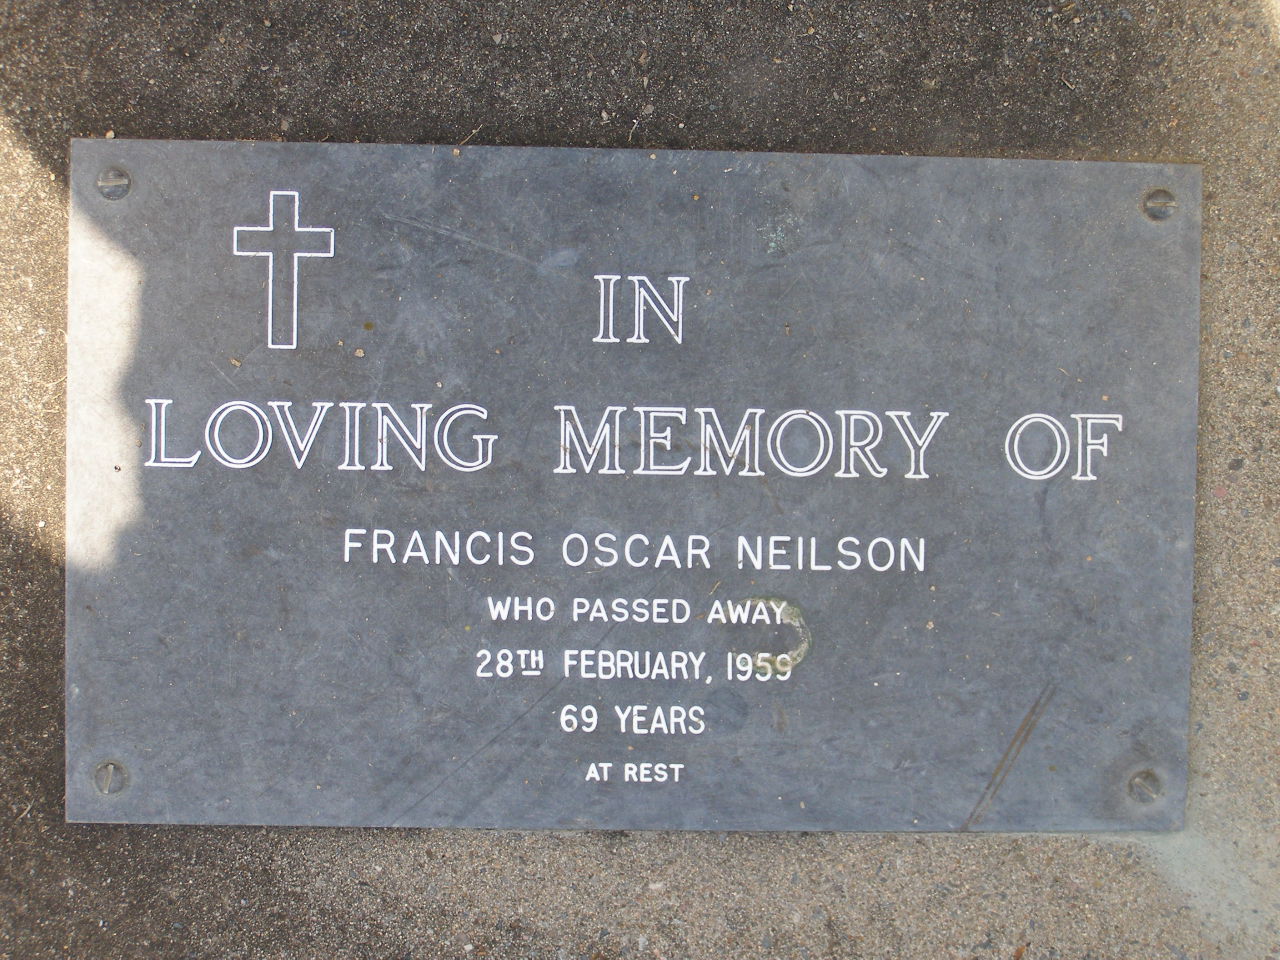 IN
LOVING MEMORY OF
FRANCIS OSCAR NEILSON
WHO PASSED AWAY
28TH FEBRUARY, 1959
69 YEARS
AT REST